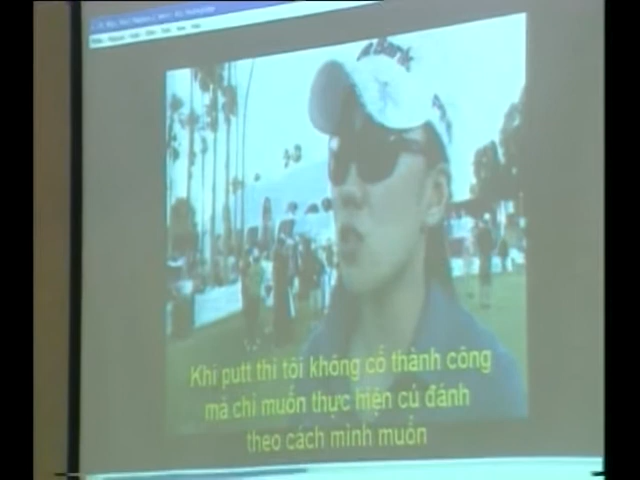 Bank
Khi putt thì tôi không cố thành công
mà chỉ muốn thực hiện cú đánh
theo cách mình muốn